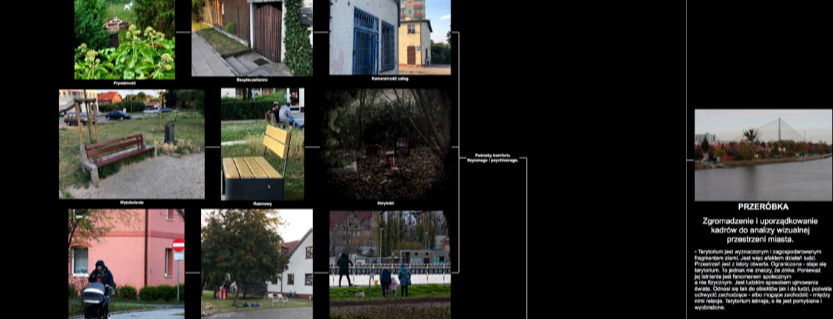 Prywatność
Bezpieczeństwo
Kameralność usług
Wytchnienie
Rozmowy
Skrytość
Potrzeby komfortu
fizycznego i psychicznego.
PRZERÓBKA
Zgromadzenie i uporządkowanie
kadrów do analizy wizualnej
przestrzeni miasta.
• Terytorium jest wyznaczonym i zagospodarowanym
fragmentem ziemi. Jest więc efektem działań ludzi.
Przestrzeń jest z istoty otwarta. Ograniczona - staje się
terytorium. To jednak nie znaczy, że znika. Ponieważ
jej istnienie jest fenomenem społecznym
a nie fizycznym. Jest ludzkim sposobem ujmowania
świata. Odnosi się tak do obiektów jak i do ludzi, pozwala
uchwycić zachodzące - albo mogące zachodzić - między
nimi relacje. Terytorium istnieje, o ile jest pomyślane i
wyobrażone.